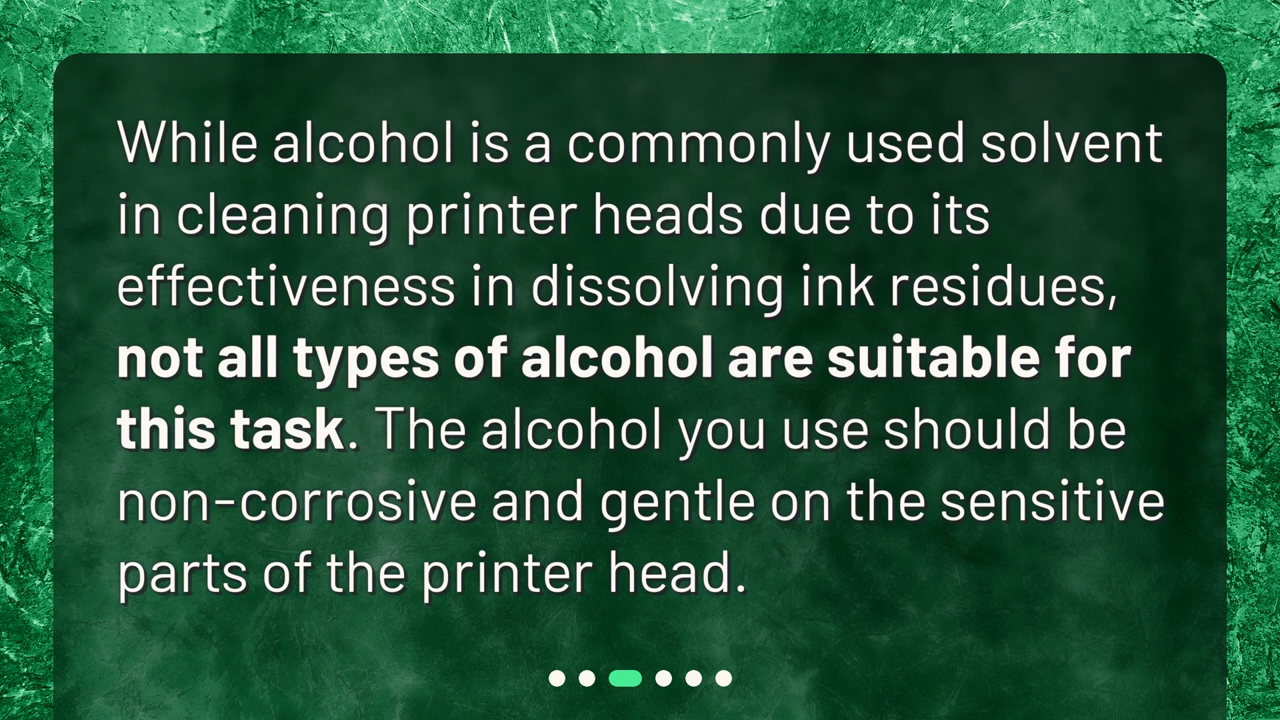 While alcohol is a commonly used solvent
in cleaning printer heads due to its
effectiveness in dissolving ink residues,
not all types of alcohol are suitable for
this task. The alcohol you use should be
non-corrosive and gentle on the sensitive
parts of the printer head.